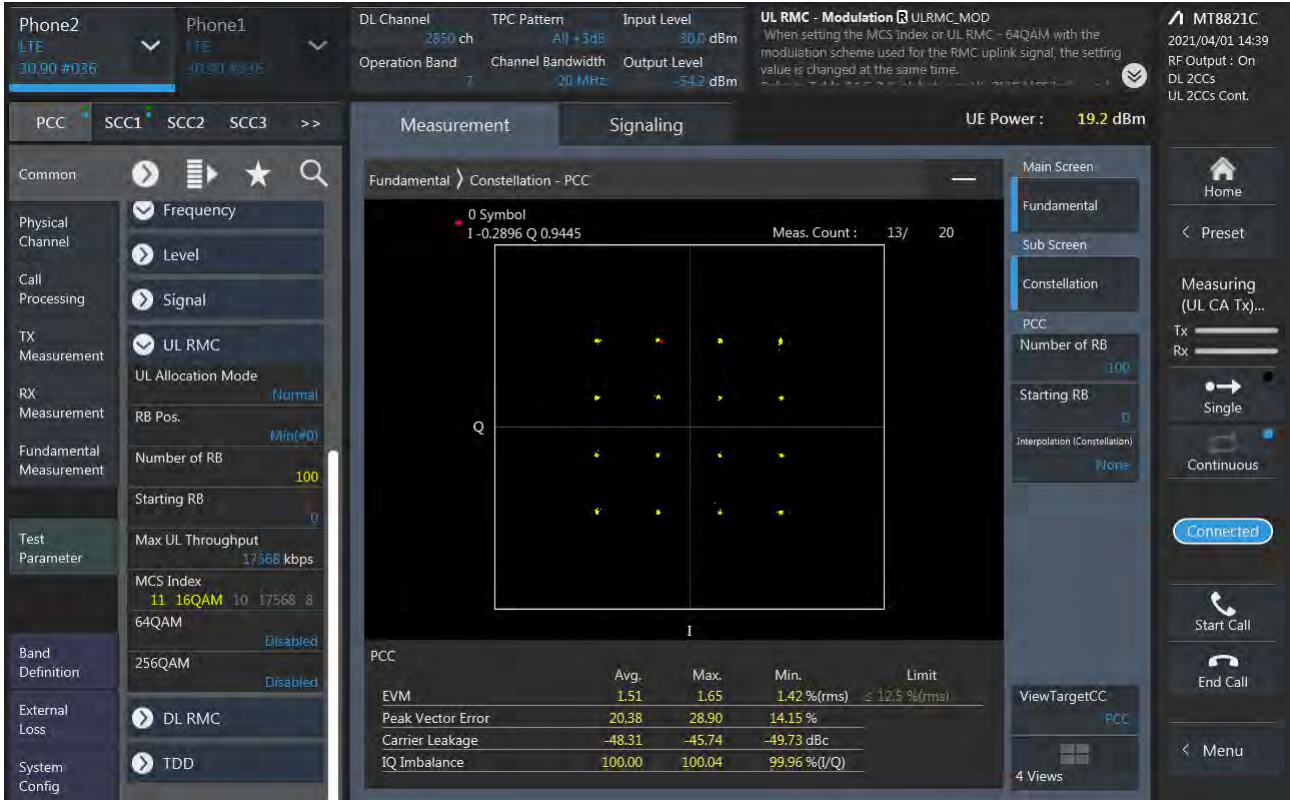 Phone2
LTE
30.90 #036
Phone1
LTE
30.90 #036
DL Channel
2850 ch
Operation Band
7
TPC Pattern
All +3dB
Channel Bandwidth
20 MHz
Input Level
30.0 dBm
Output Level
-54.2 dBm
UL RMC - Modulation R ULRMC_MOD
When setting the MCS Index or UL RMC - 64QAM with the
modulation scheme used for the RMC uplink signal, the setting
value is changed at the same time.
MT8821C
2021/04/01 14:39
RF Output : On
DL 2CCs
UL 2CCs Cont.
PCC SCC1 SCC2 SCC3 >>
Measurement
Signaling
UE Power : 19.2 dBm
Common
Physical
Channel
Call
Processing
TX
Measurement
RX
Measurement
Fundamental
Measurement
Test
Parameter
Band
Definition
External
Loss
System
Config
Frequency
Level
Signal
UL RMC
UL Allocation Mode
Normal
RB Pos.
Min(#0)
Number of RB
100
Starting RB
0
Max UL Throughput
17568 kbps
MCS Index
11 16QAM 10 17568 8
64QAM
Disabled
256QAM
Disabled
DL RMC
TDD
Fundamental 〉 Constellation - PCC
0 Symbol
I -0.2896 Q 0.9445
Meas. Count : 13/ 20
Q
I
PCC
Avg. Max. Min. Limit
EVM 1.51 1.65 1.42 %(rms) ≤ 12.5 %(rms)
Peak Vector Error 20.38 28.90 14.15 %
Carrier Leakage -48.31 -45.74 -49.73 dBc
IQ Imbalance 100.00 100.04 99.96 %(I/Q)
Main Screen
Fundamental
Sub Screen
Constellation
PCC
Number of RB
100
Starting RB
0
Interpolation (Constellation)
None
ViewTargetCC
PCC
4 Views
Home
< Preset
Measuring
(UL CA Tx)...
Tx
Rx
Single
Continuous
Connected
Start Call
End Call
< Menu